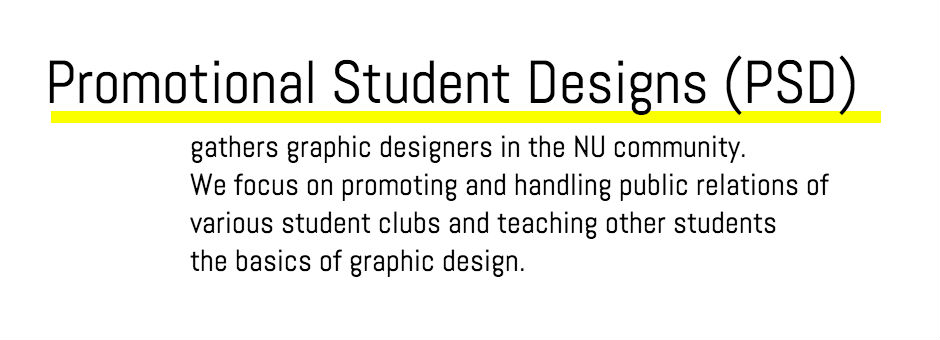 Promotional Student Designs (PSD)
gathers graphic designers in the NU community.
We focus on promoting and handling public relations of
various student clubs and teaching other students
the basics of graphic design.